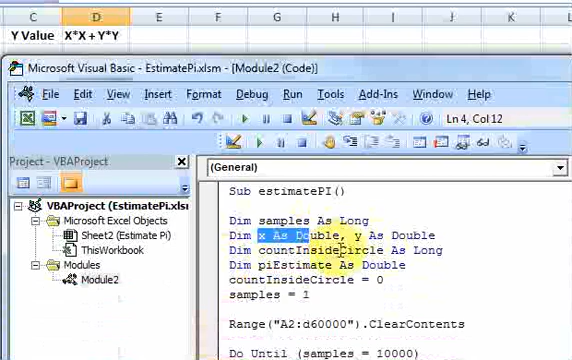 C D E F G H I J K L
Y Value X*X + Y*Y
Microsoft Visual Basic - EstimatePi.xlsm - [Module2 (Code)]
File Edit View Insert Format Debug Run Tools Add-Ins Window Help
Ln 4, Col 12
Project - VBAProject
(General)
VBAProject (EstimatePi.xlsm
Microsoft Excel Objects
Sheet2 (Estimate Pi)
ThisWorkbook
Modules
Module2
Sub estimatePI()
Dim samples As Long
Dim x As Double, y As Double
Dim countInsideCircle As Long
Dim piEstimate As Double
countInsideCircle = 0
samples = 1
Range("A2:d60000").ClearContents
Do Until (samples = 10000)